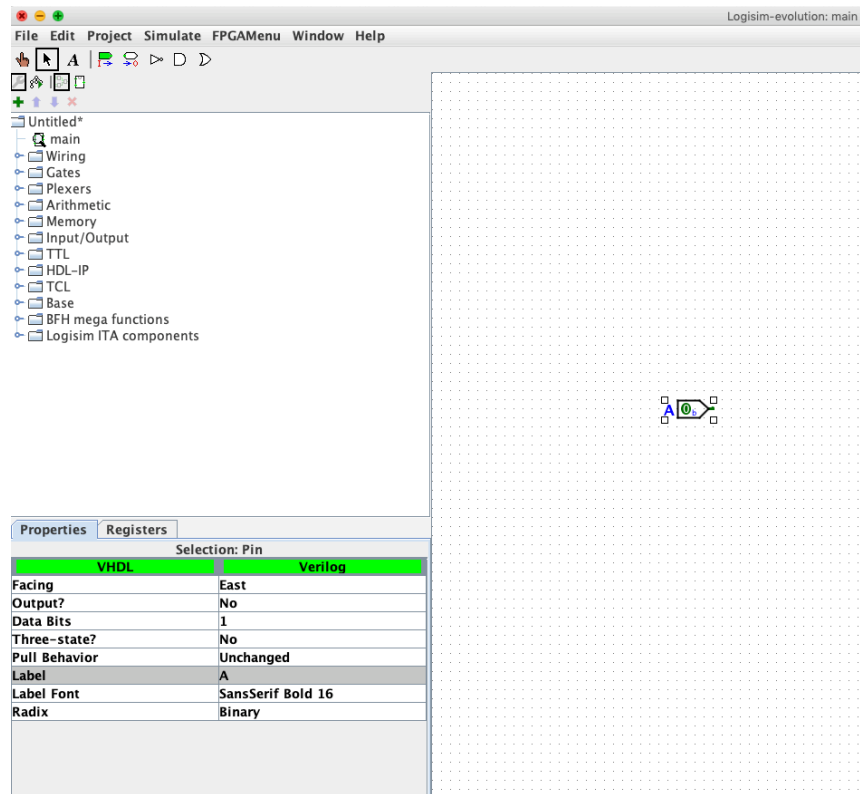 Logisim-evolution: main
File Edit Project Simulate FPGAMenu Window Help
A
Untitled*
main
Wiring
Gates
Plexers
Arithmetic
Memory
Input/Output
TTL
HDL-IP
TCL
Base
BFH mega functions
Logisim ITA components
A 0b
Properties Registers
Selection: Pin
VHDL Verilog
Facing East
Output? No
Data Bits 1
Three-state? No
Pull Behavior Unchanged
Label A
Label Font SansSerif Bold 16
Radix Binary